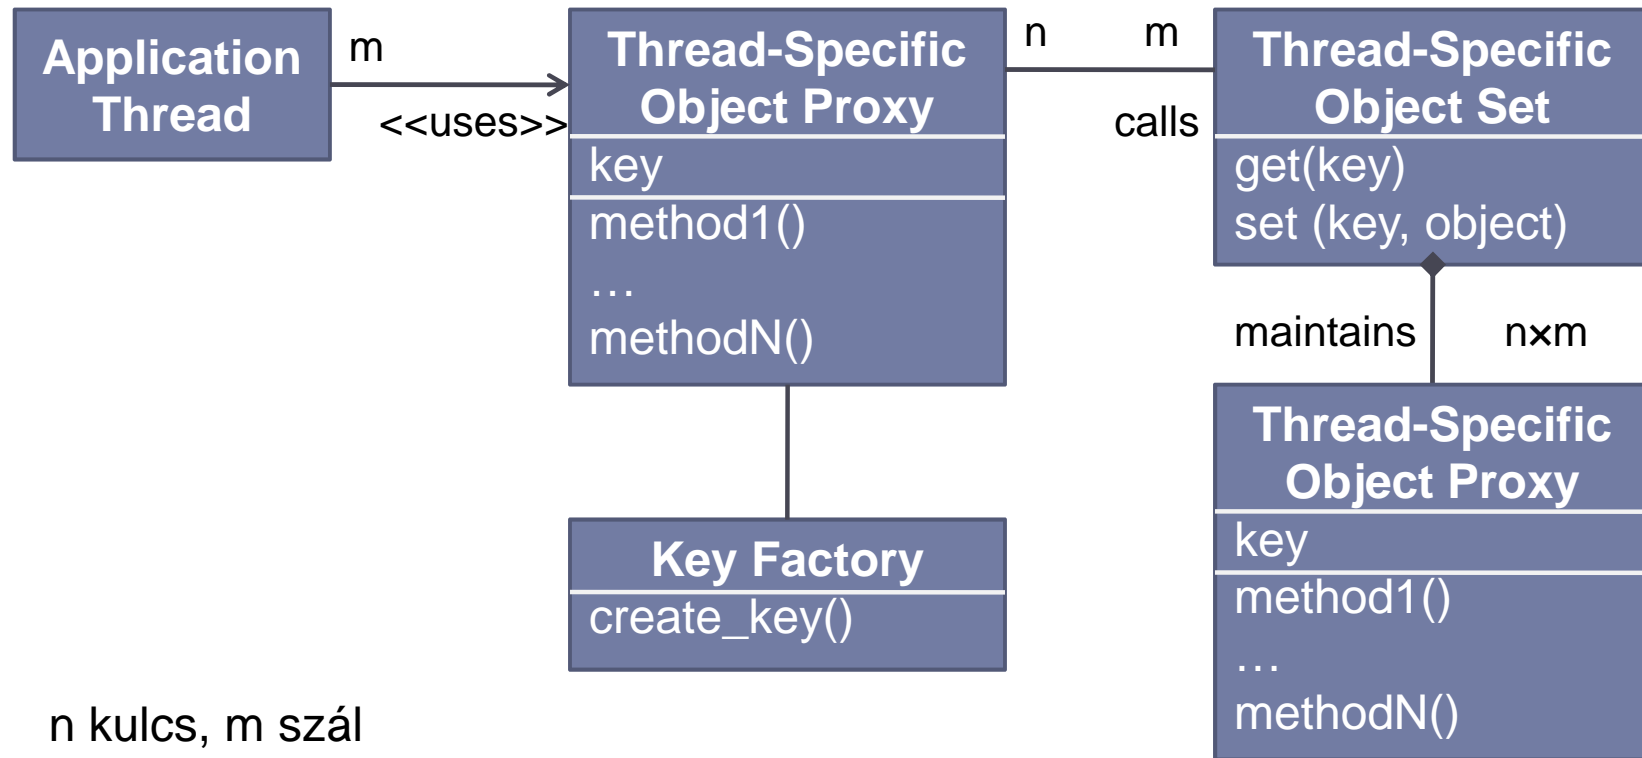 Application
Thread
m
<<uses>>
Thread-Specific
Object Proxy
key
method1()
…
methodN()
n
m
calls
Thread-Specific
Object Set
get(key)
set (key, object)
maintains
n×m
Thread-Specific
Object Proxy
key
method1()
…
methodN()
Key Factory
create_key()
n kulcs, m szál